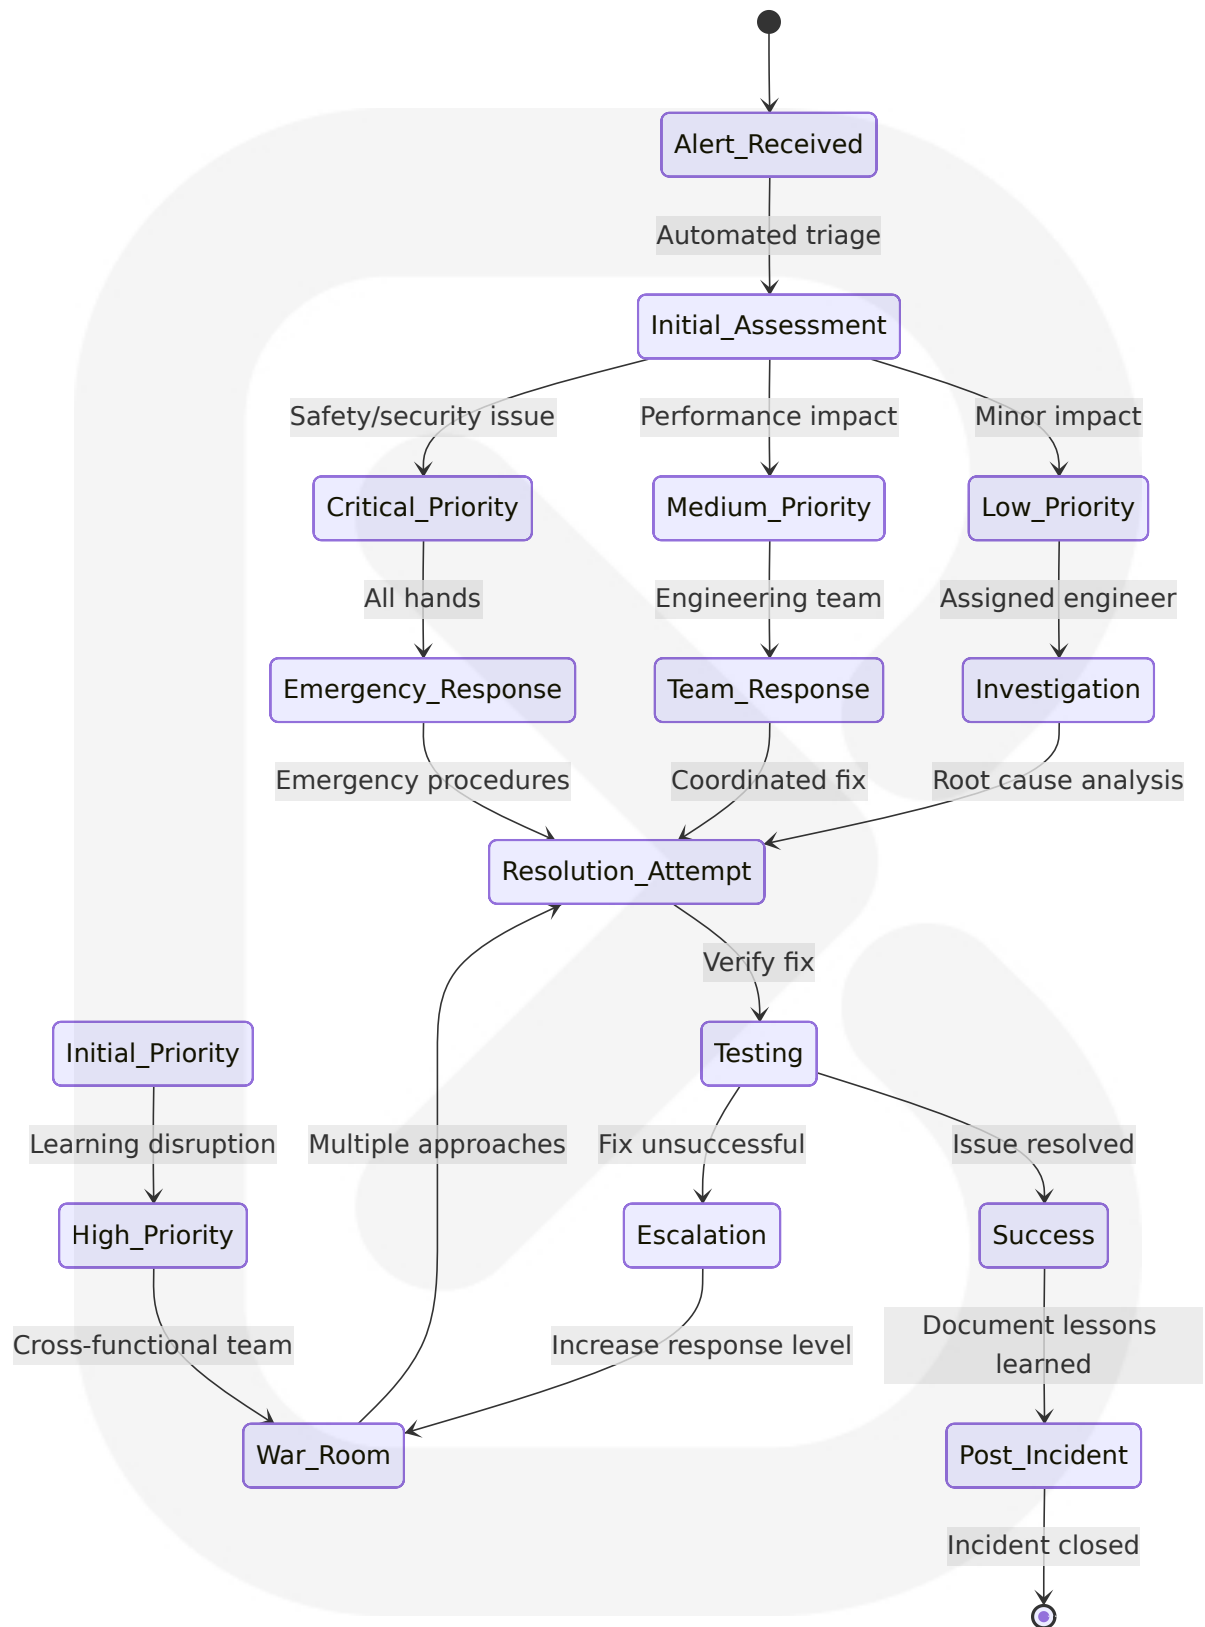 Alert_Received
Automated triage
Initial_Assessment
Safety/security issue
Performance impact
Minor impact
Critical_Priority
Medium_Priority
Low_Priority
All hands
Engineering team
Assigned engineer
Emergency_Response
Team_Response
Investigation
Emergency procedures
Coordinated fix
Root cause analysis
Resolution_Attempt
Verify fix
Initial_Priority
Testing
Learning disruption
Multiple approaches
Fix unsuccessful
Issue resolved
High_Priority
Escalation
Success
Cross-functional team
Increase response level
Document lessons
learned
War_Room
Post_Incident
Incident closed